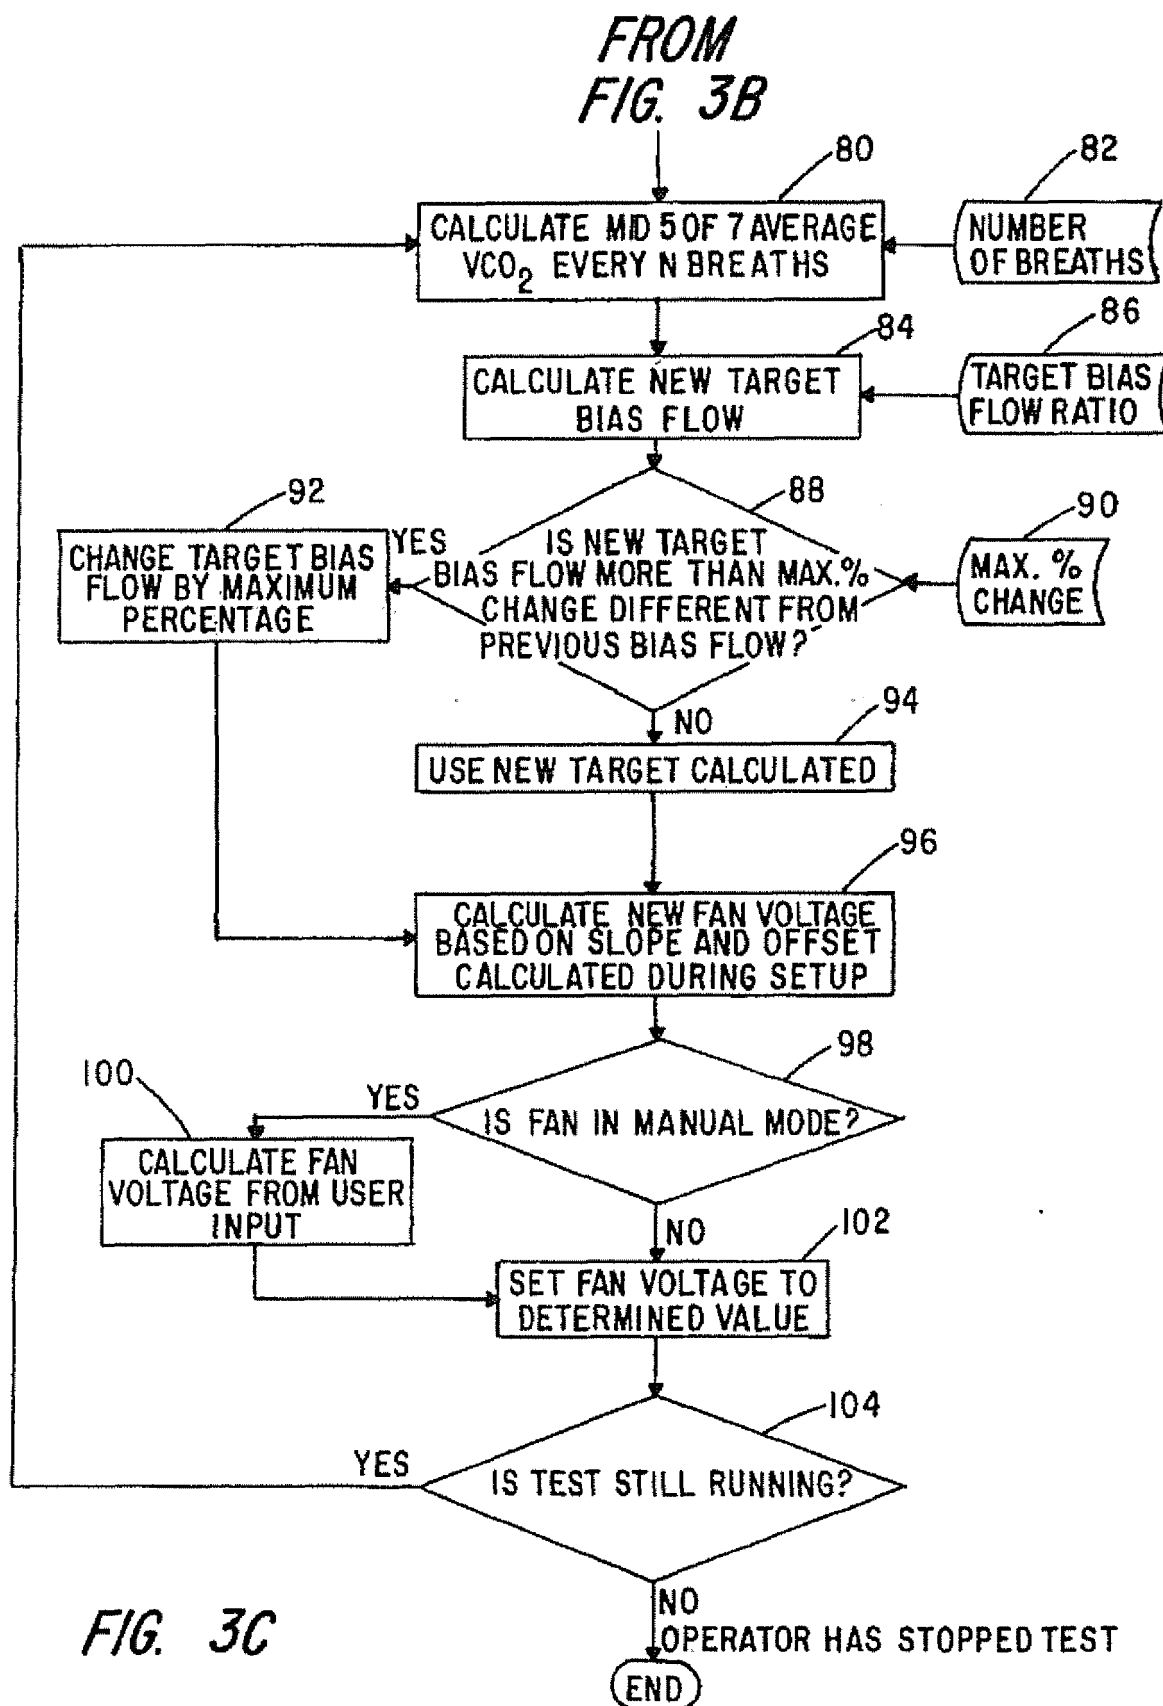 FROM
FIG. 3B
80
82
CALCULATE MID 5 OF 7 AVERAGE
VCO2 EVERY N BREATHS
NUMBER
OF BREATHS
84
86
CALCULATE NEW TARGET
BIAS FLOW
TARGET BIAS
FLOW RATIO
92
88
90
YES
CHANGE TARGET BIAS
FLOW BY MAXIMUM
PERCENTAGE
IS NEW TARGET
BIAS FLOW MORE THAN MAX.%
CHANGE DIFFERENT FROM
PREVIOUS BIAS FLOW?
MAX. %
CHANGE
NO
94
USE NEW TARGET CALCULATED
96
CALCULATE NEW FAN VOLTAGE
BASED ON SLOPE AND OFFSET
CALCULATED DURING SETUP
98
100
YES
IS FAN IN MANUAL MODE?
CALCULATE FAN
VOLTAGE FROM USER
INPUT
NO
102
SET FAN VOLTAGE TO
DETERMINED VALUE
104
YES
IS TEST STILL RUNNING?
NO
OPERATOR HAS STOPPED TEST
END
FIG. 3C